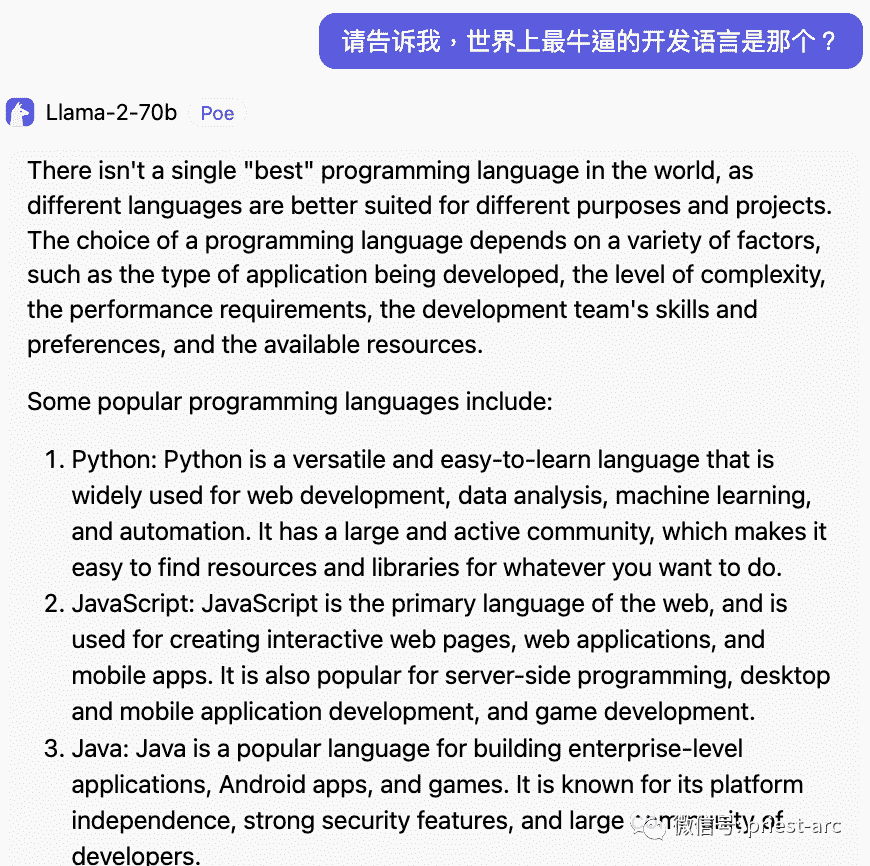 请告诉我，世界上最牛逼的开发语言是那个？
Llama-2-70b Poe
There isn't a single "best" programming language in the world, as
different languages are better suited for different purposes and projects.
The choice of a programming language depends on a variety of factors,
such as the type of application being developed, the level of complexity,
the performance requirements, the development team's skills and
preferences, and the available resources.
Some popular programming languages include:
1. Python: Python is a versatile and easy-to-learn language that is
widely used for web development, data analysis, machine learning,
and automation. It has a large and active community, which makes it
easy to find resources and libraries for whatever you want to do.
2. JavaScript: JavaScript is the primary language of the web, and is
used for creating interactive web pages, web applications, and
mobile apps. It is also popular for server-side programming, desktop
and mobile application development, and game development.
3. Java: Java is a popular language for building enterprise-level
applications, Android apps, and games. It is known for its platform
independence, strong security features, and large community of
developers.
微信号: priest-arc